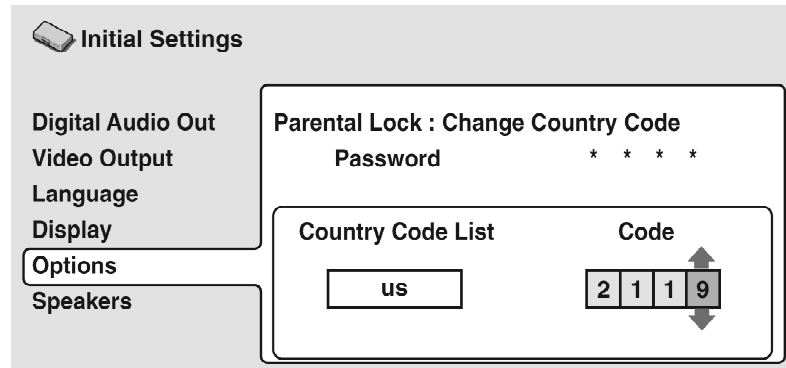 Initial Settings
Digital Audio Out
Video Output
Language
Display
Options
Speakers
Parental Lock : Change Country Code
Password * * * *
Country Code List Code
us 2 1 1 9